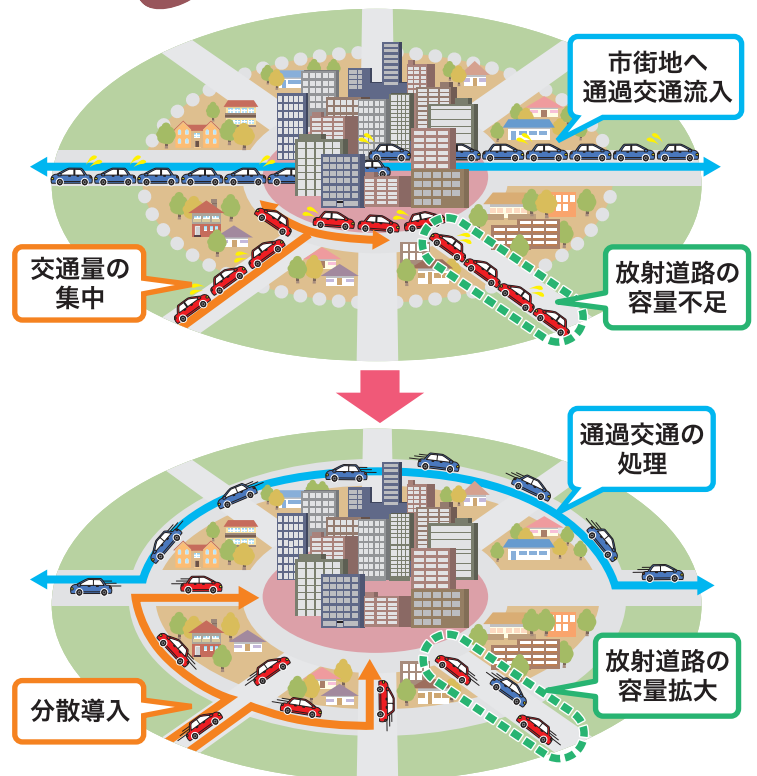 市街地へ
通過交通流入
交通量の
集中
放射道路の
容量不足
通過交通の
処理
分散導入
放射道路の
容量拡大